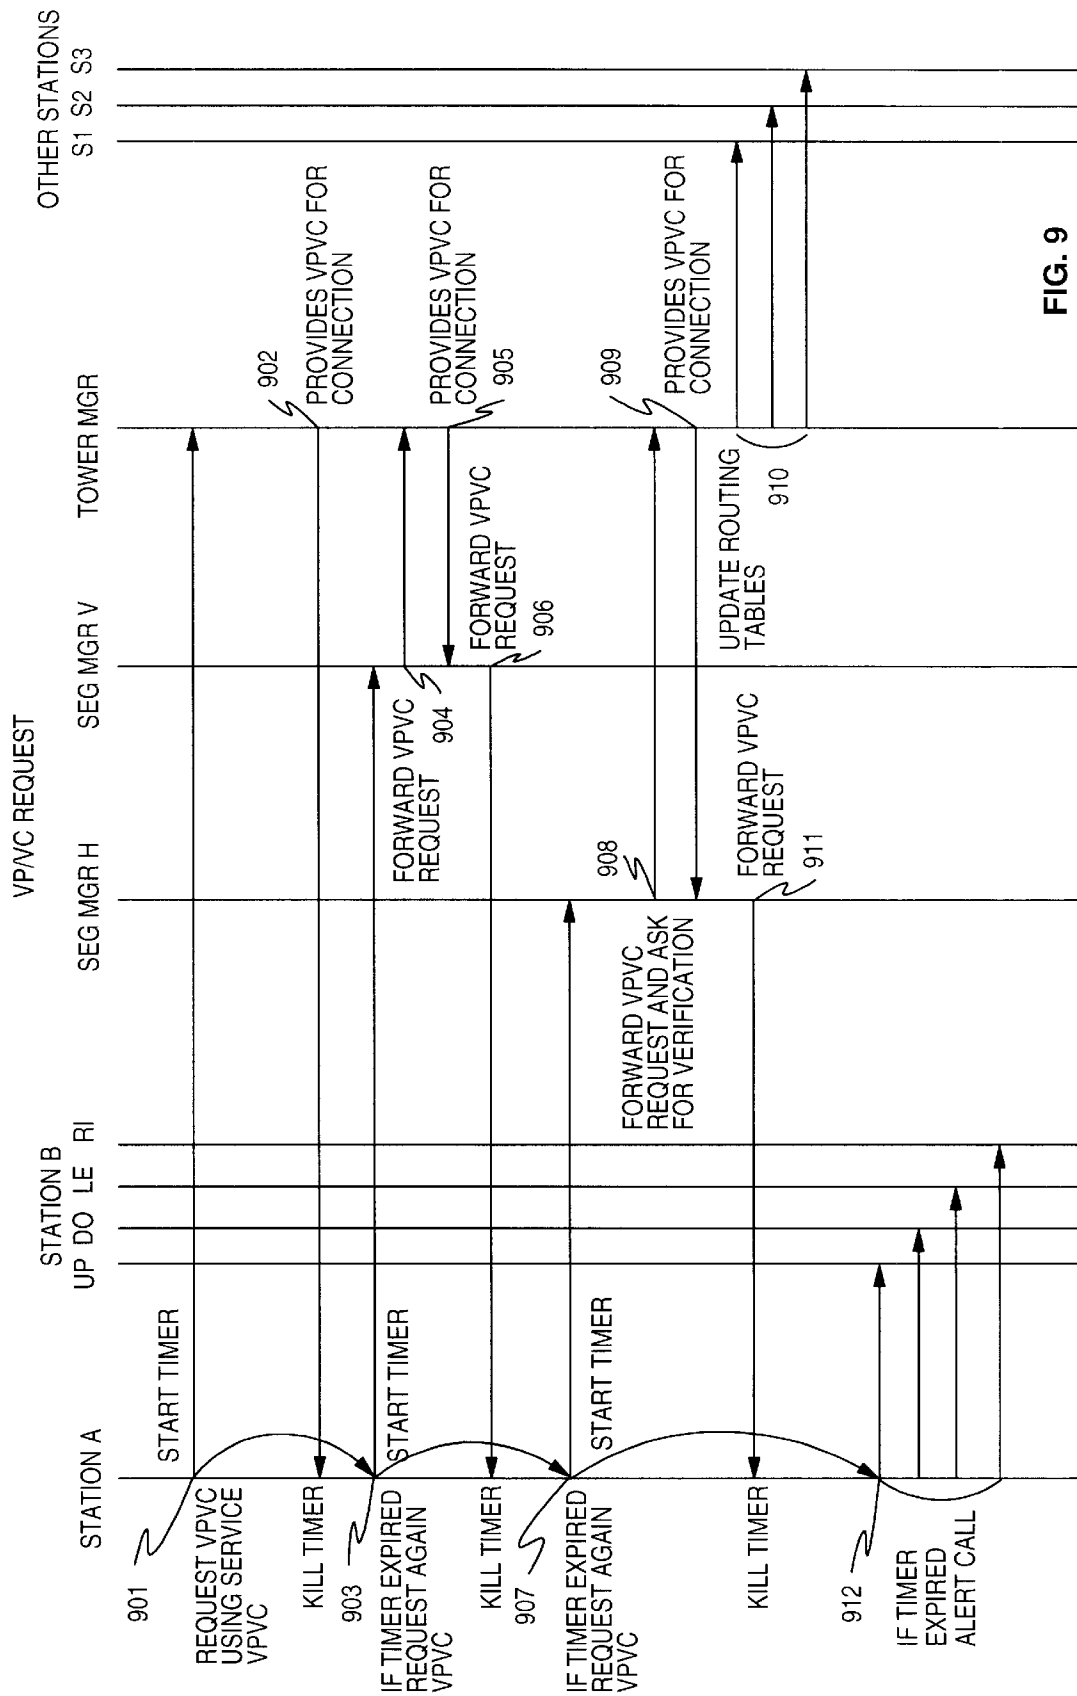 VP/VC REQUEST
STATION A
STATION B
UP DO LE RI
SEG MGR H
SEG MGR V
TOWER MGR
OTHER STATIONS
S1 S2 S3
901
REQUEST VPVC
USING SERVICE
VPVC
START TIMER
902
PROVIDES VPVC FOR
CONNECTION
KILL TIMER
903
IF TIMER EXPIRED
REQUEST AGAIN
VPVC
START TIMER
FORWARD VPVC
REQUEST
904
PROVIDES VPVC FOR
CONNECTION
905
FORWARD VPVC
REQUEST
906
KILL TIMER
907
IF TIMER EXPIRED
REQUEST AGAIN
VPVC
START TIMER
FORWARD VPVC
REQUEST AND ASK
FOR VERIFICATION
908
909
PROVIDES VPVC FOR
CONNECTION
UPDATE ROUTING
TABLES
910
FORWARD VPVC
REQUEST
911
KILL TIMER
912
IF TIMER
EXPIRED
ALERT CALL
FIG. 9